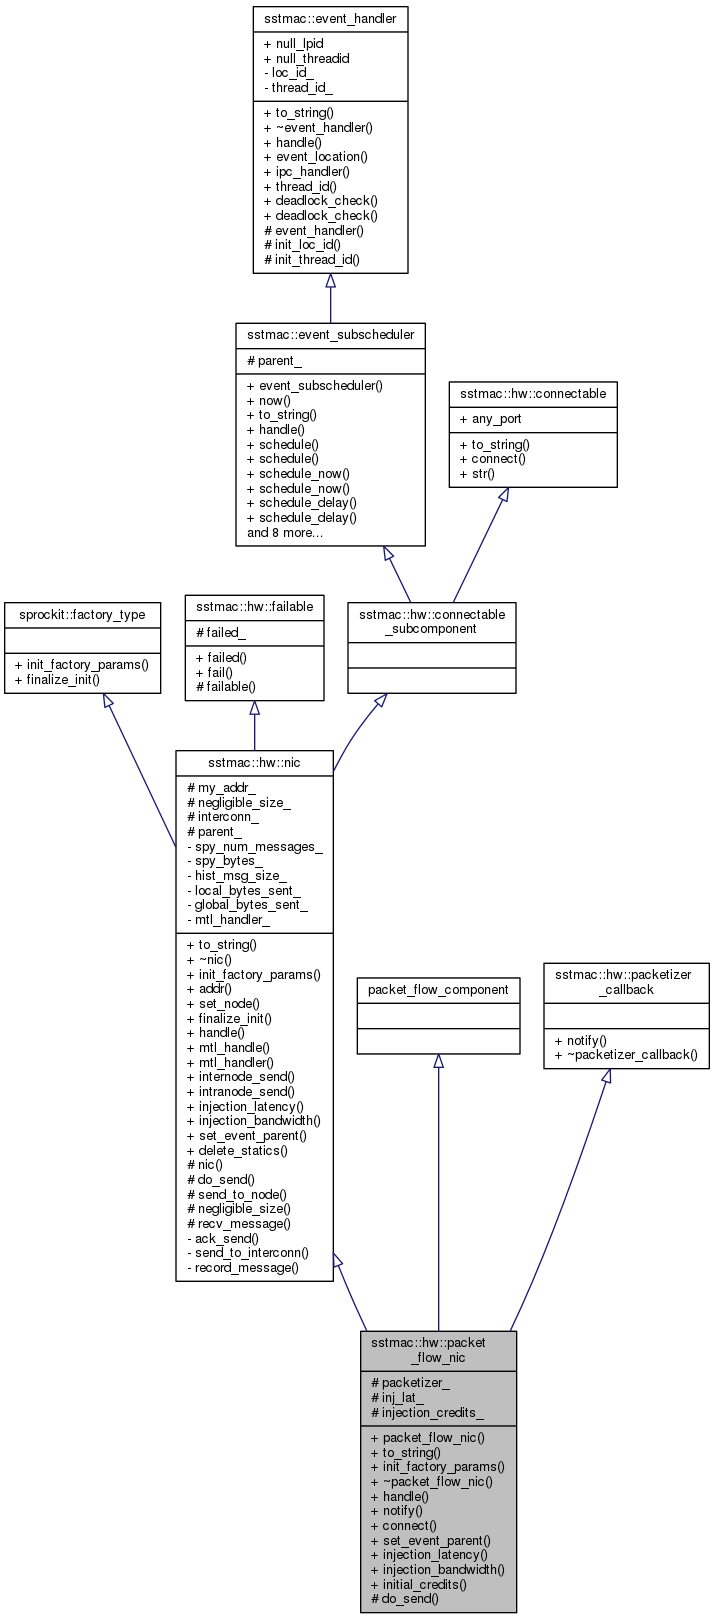 sstmac::event_handler
+ null_lpid
+ null_threadid
- loc_id_
- thread_id_
+ to_string()
+ ~event_handler()
+ handle()
+ event_location()
+ ipc_handler()
+ thread_id()
+ deadlock_check()
+ deadlock_check()
# event_handler()
# init_loc_id()
# init_thread_id()
sstmac::event_subscheduler
# parent_
+ event_subscheduler()
+ now()
+ to_string()
+ handle()
+ schedule()
+ schedule()
+ schedule_now()
+ schedule_now()
+ schedule_delay()
+ schedule_delay()
and 8 more...
sstmac::hw::connectable
+ any_port
+ to_string()
+ connect()
+ str()
sprockit::factory_type
+ init_factory_params()
+ finalize_init()
sstmac::hw::failable
# failed_
+ failed()
+ fail()
# failable()
sstmac::hw::connectable
_subcomponent
sstmac::hw::nic
# my_addr_
# negligible_size_
# interconn_
# parent_
- spy_num_messages_
- spy_bytes_
- hist_msg_size_
- local_bytes_sent_
- global_bytes_sent_
- mtl_handler_
+ to_string()
+ ~nic()
+ init_factory_params()
+ addr()
+ set_node()
+ finalize_init()
+ handle()
+ mtl_handle()
+ mtl_handler()
+ internode_send()
+ intranode_send()
+ injection_latency()
+ injection_bandwidth()
+ set_event_parent()
+ delete_statics()
# nic()
# do_send()
# send_to_node()
# negligible_size()
# recv_message()
- ack_send()
- send_to_interconn()
- record_message()
packet_flow_component
sstmac::hw::packetizer
_callback
+ notify()
+ ~packetizer_callback()
sstmac::hw::packet
_flow_nic
# packetizer_
# inj_lat_
# injection_credits_
+ packet_flow_nic()
+ to_string()
+ init_factory_params()
+ ~packet_flow_nic()
+ handle()
+ notify()
+ connect()
+ set_event_parent()
+ injection_latency()
+ injection_bandwidth()
+ initial_credits()
# do_send()